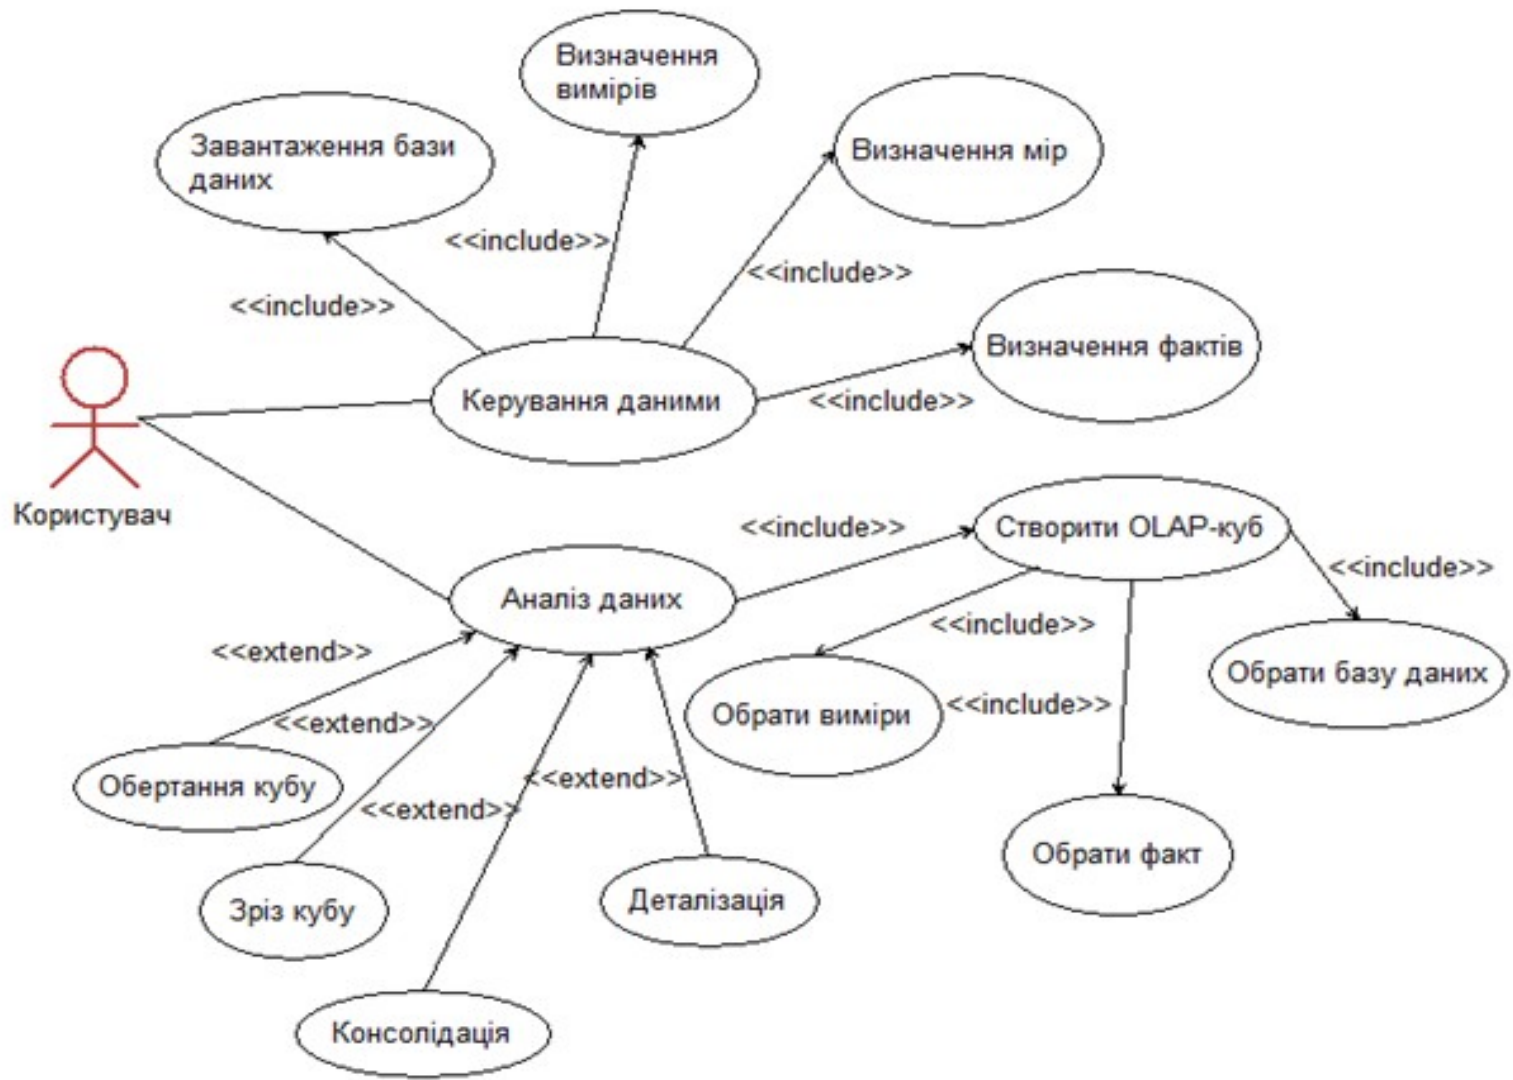 Визначення
вимірів
Завантаження бази
даних
Визначення мір
<<include>>
<<include>>
<<include>>
Визначення фактів
Керування даними
<<include>>
Користувач
<<include>>
Створити OLAP-куб
<<include>>
Аналіз даних
<<include>>
<<extend>>
Обрати базу даних
<<include>>
Обрати виміри
<<extend>>
<<extend>>
Обертання кубу
<<extend>>
Обрати факт
Деталізація
Зріз кубу
Консолідація